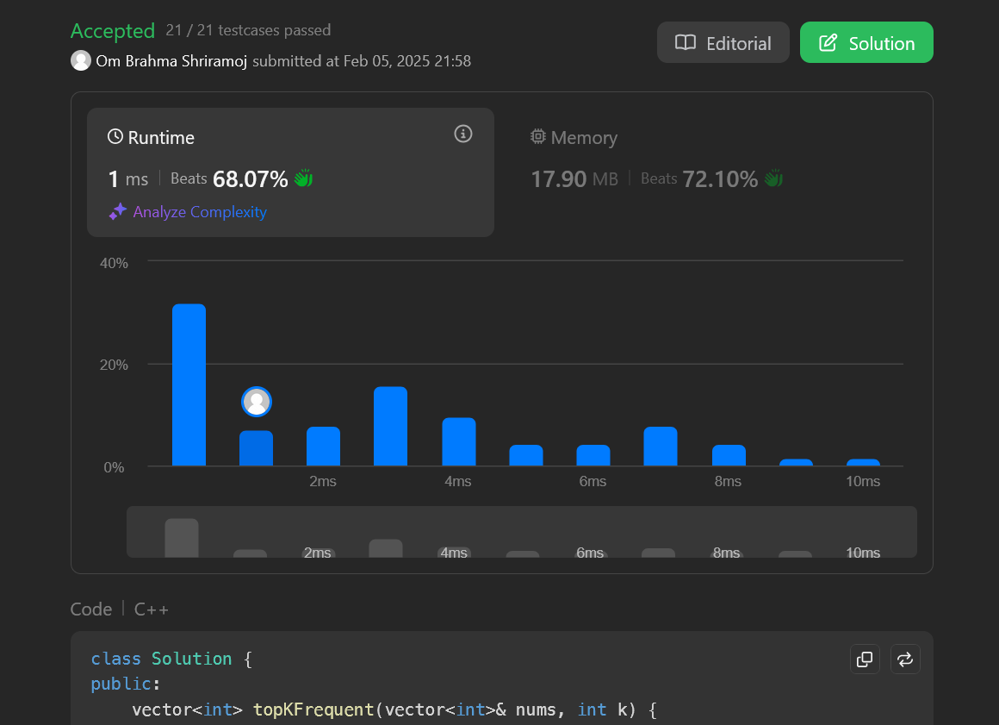 Accepted 21 / 21 testcases passed
Editorial
Solution
Om Brahma Shriramoj submitted at Feb 05, 2025 21:58
Runtime
1 ms | Beats 68.07%
Analyze Complexity
Memory
17.90 MB | Beats 72.10%
40%
20%
0%
2ms 4ms 6ms 8ms 10ms
2ms 4ms 6ms 8ms 10ms
Code | C++
class Solution {
public:
    vector<int> topKFrequent(vector<int>& nums, int k) {